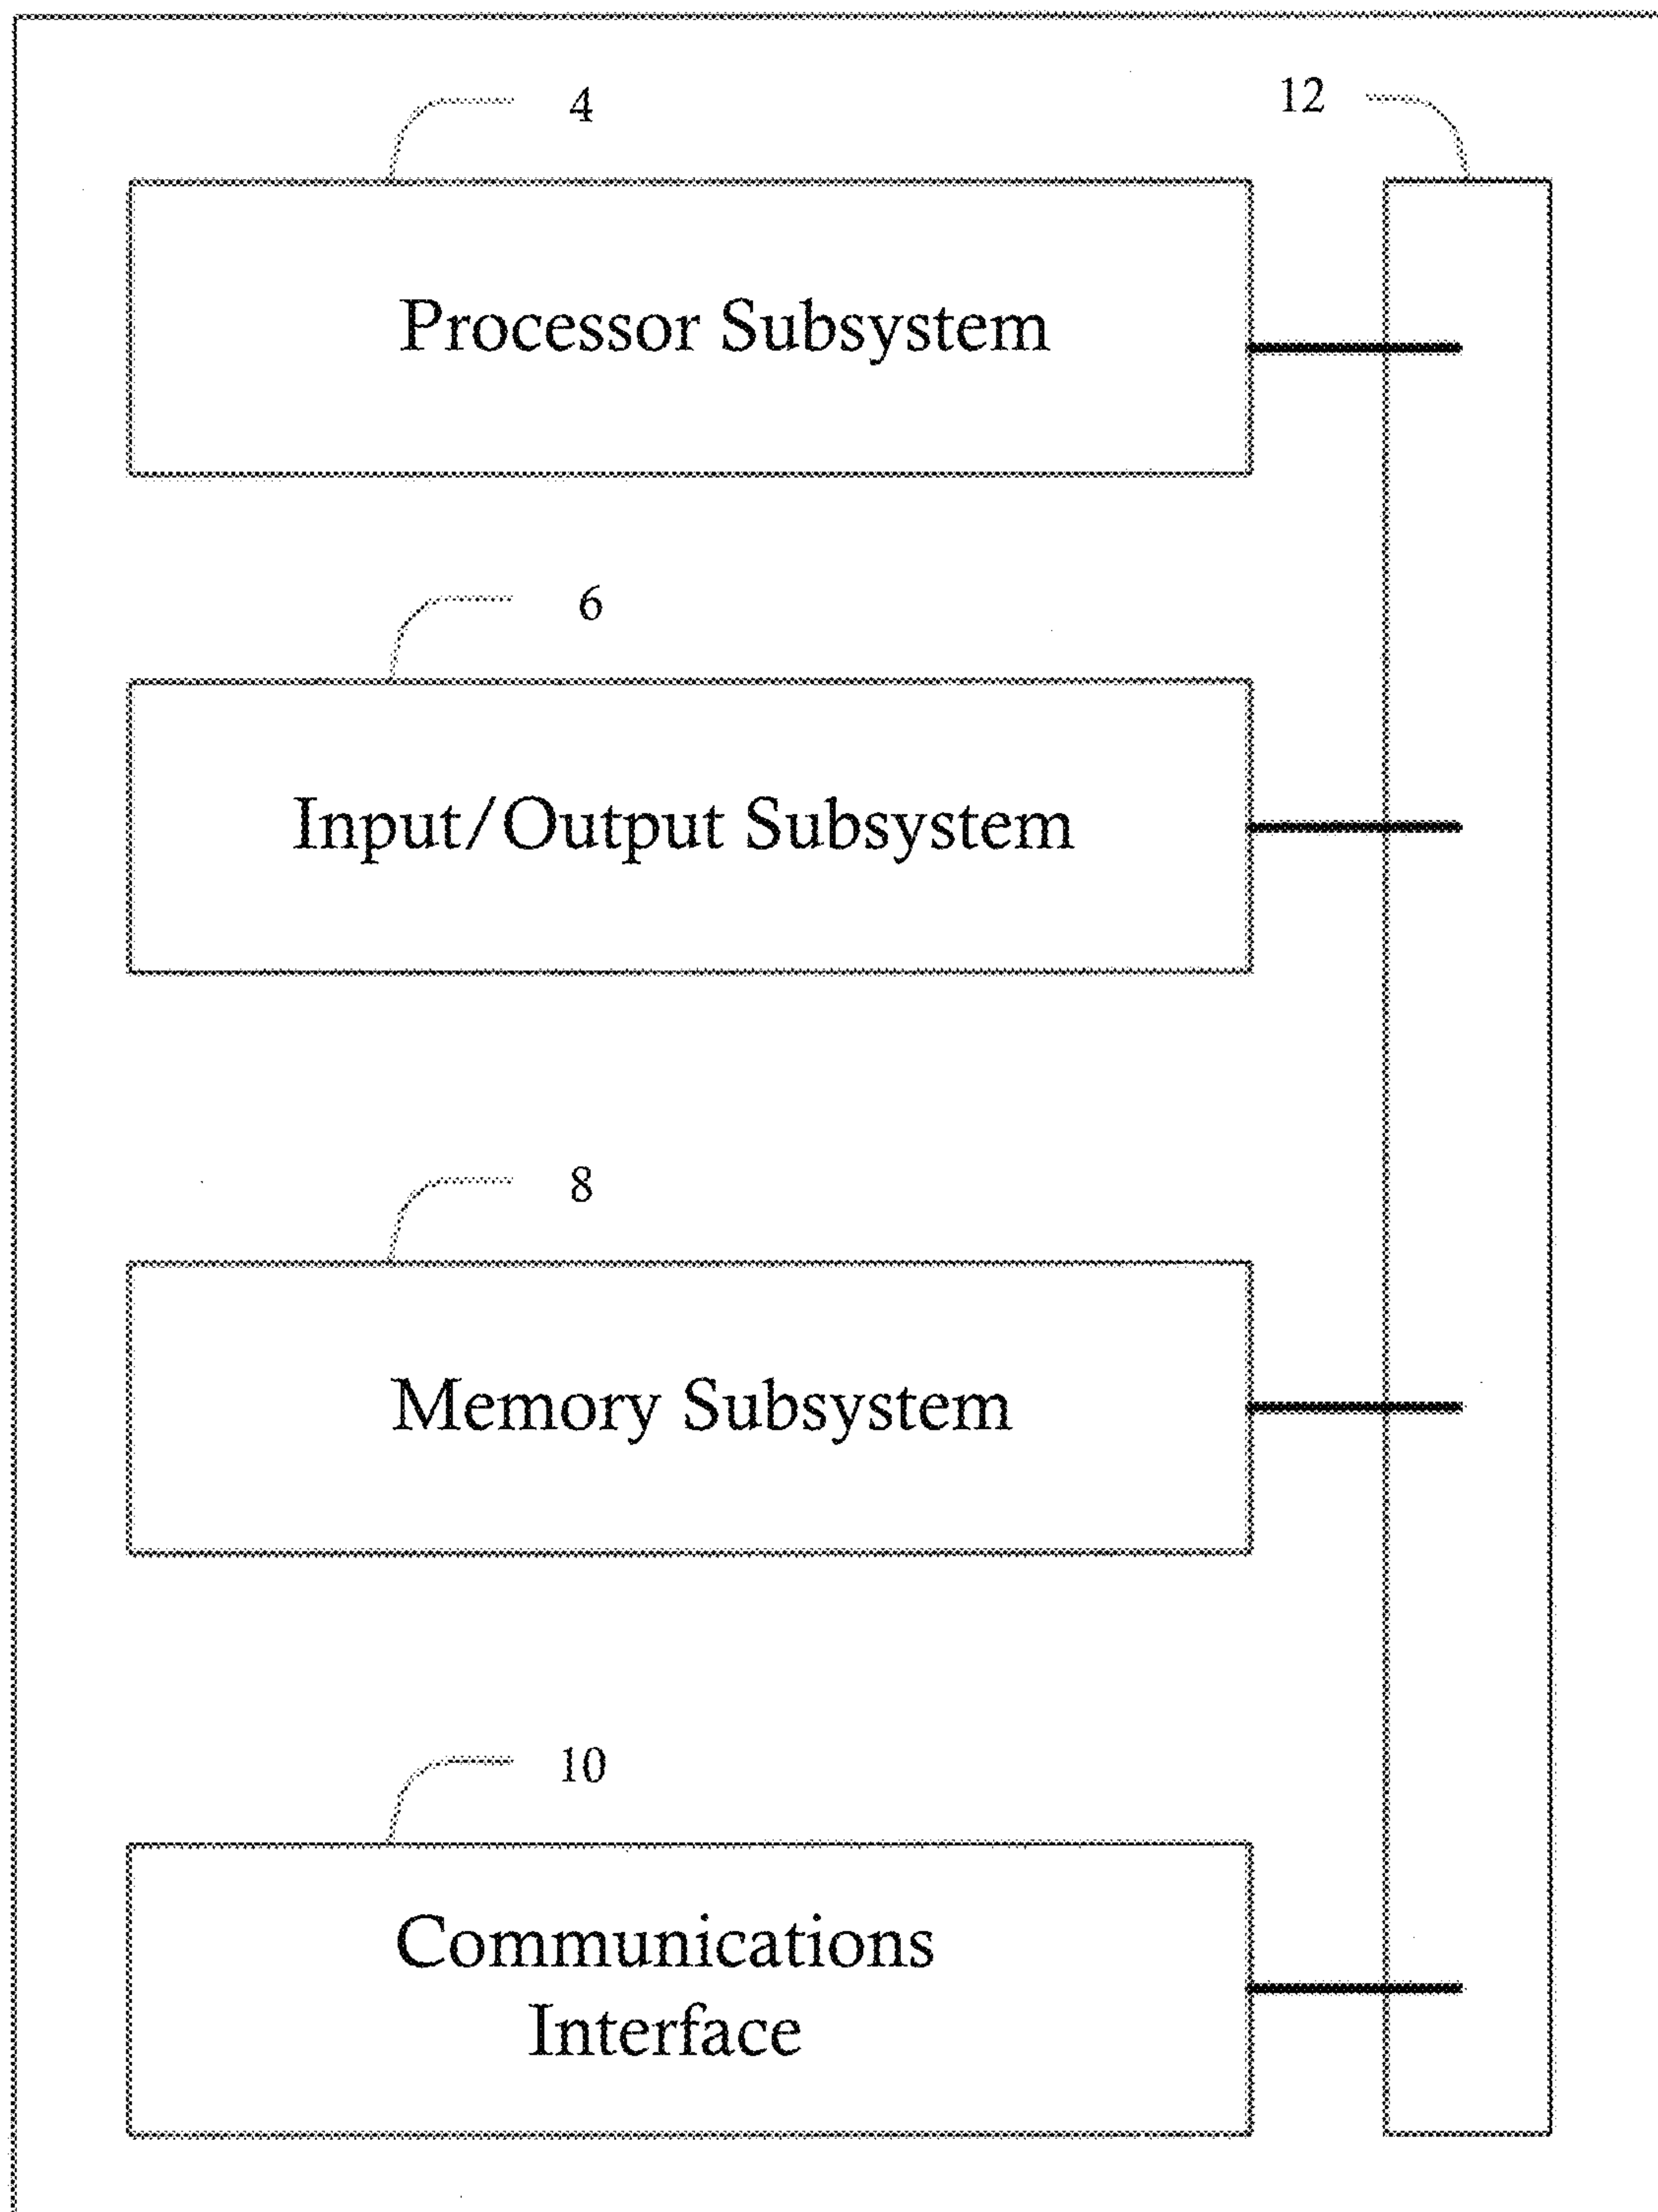 4
12
Processor Subsystem
6
Input/Output Subsystem
8
Memory Subsystem
10
Communications
Interface